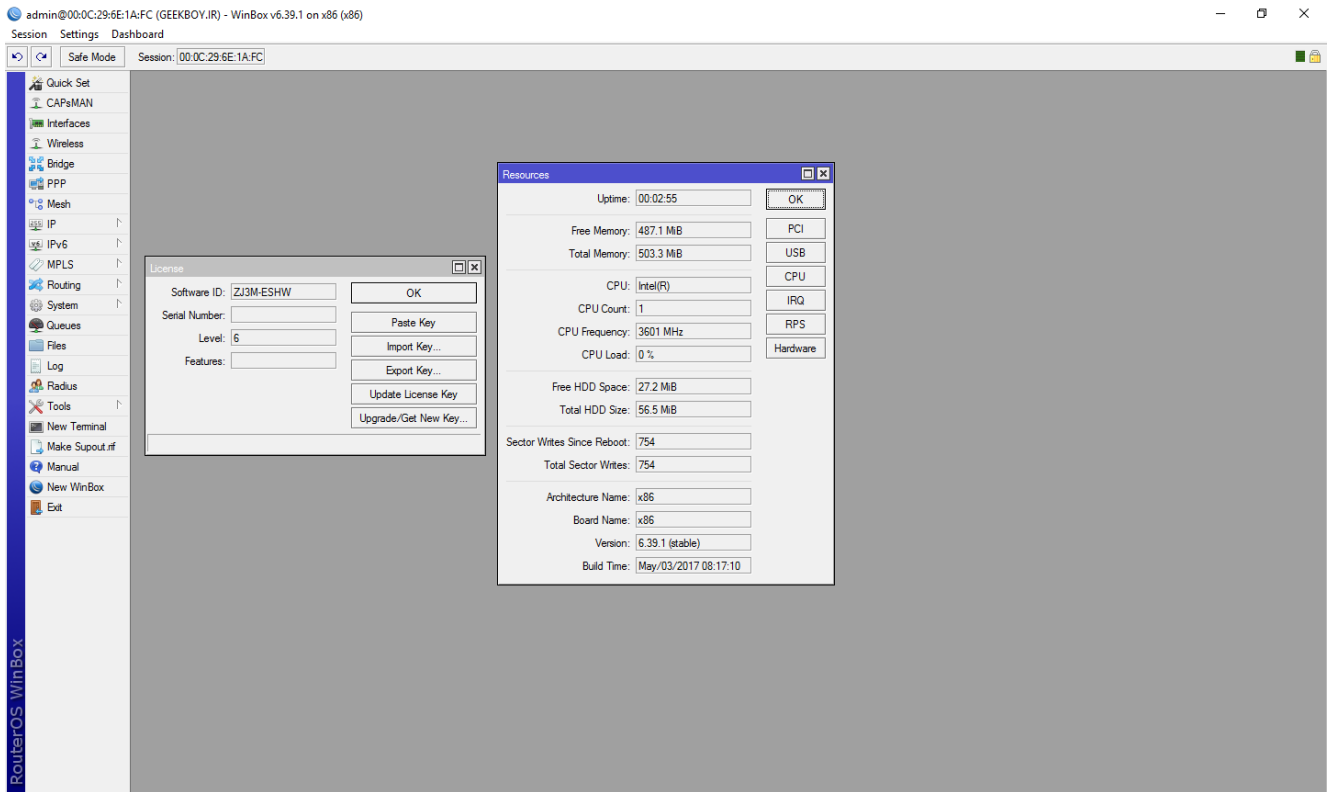 admin@00:0C:29:6E:1A:FC (GEEKBOY.IR) - WinBox v6.39.1 on x86 (x86)
Session Settings Dashboard
Safe Mode Session: 00:0C:29:6E:1A:FC
Quick Set
CAPsMAN
Interfaces
Wireless
Bridge
PPP
Mesh
IP
IPv6
MPLS
Routing
System
Queues
Files
Log
Radius
Tools
New Terminal
Make Supout.rif
Manual
New WinBox
Exit
RouterOS WinBox
License
Software ID: ZJ3M-ESHW
Serial Number:
Level: 6
Features:
OK
Paste Key
Import Key...
Export Key...
Update License Key
Upgrade/Get New Key...
Resources
Uptime: 00:02:55
Free Memory: 487.1 MiB
Total Memory: 503.3 MiB
CPU: Intel(R)
CPU Count: 1
CPU Frequency: 3601 MHz
CPU Load: 0 %
Free HDD Space: 27.2 MiB
Total HDD Size: 56.5 MiB
Sector Writes Since Reboot: 754
Total Sector Writes: 754
Architecture Name: x86
Board Name: x86
Version: 6.39.1 (stable)
Build Time: May/03/2017 08:17:10
OK
PCI
USB
CPU
IRQ
RPS
Hardware